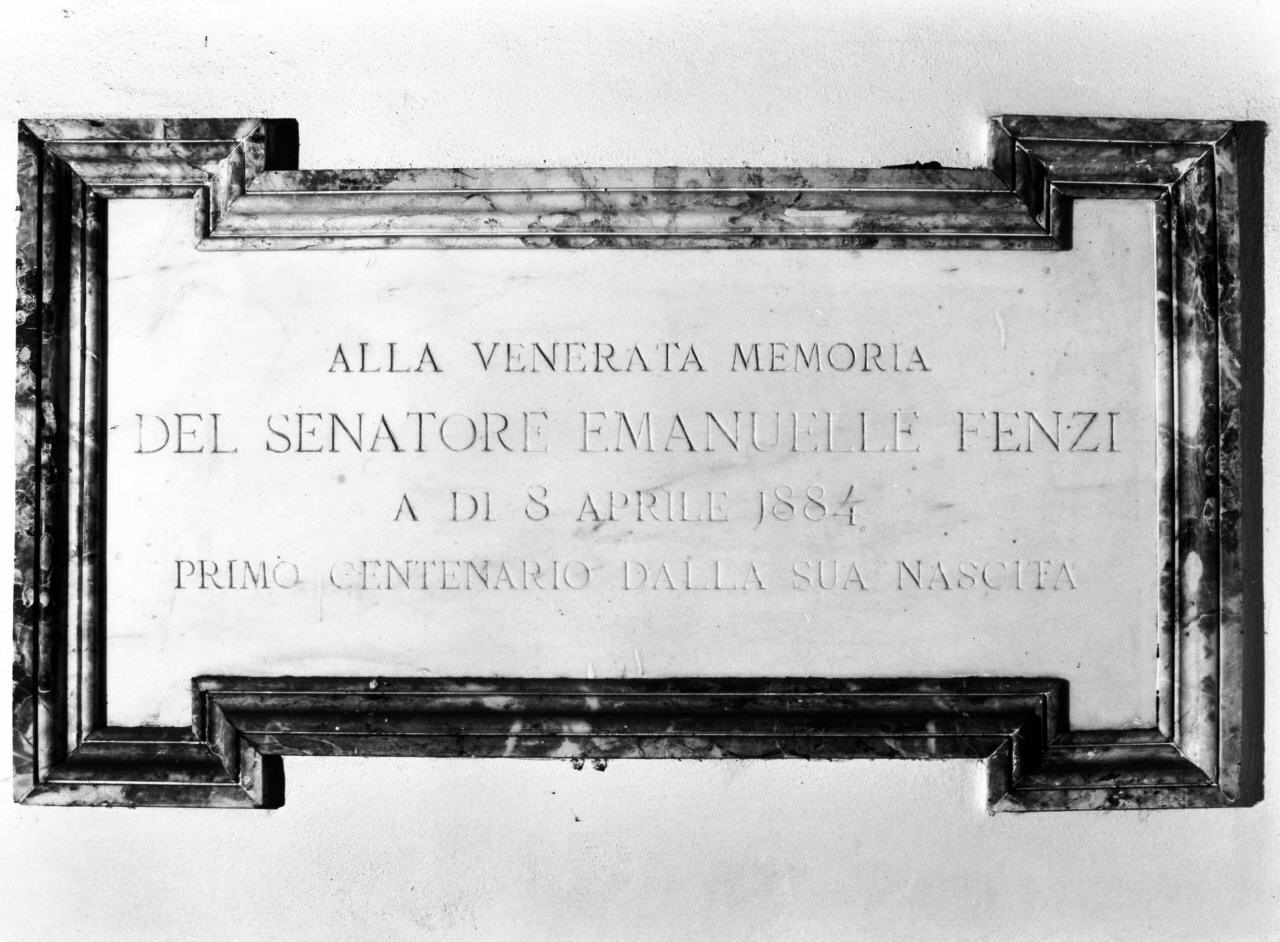 ALLA VENERATA MEMORIA
DEL SENATORE EMANUELLE FENZI
A DI 8 APRILE 1884
PRIMO CENTENARIO DALLA SUA NASCITA